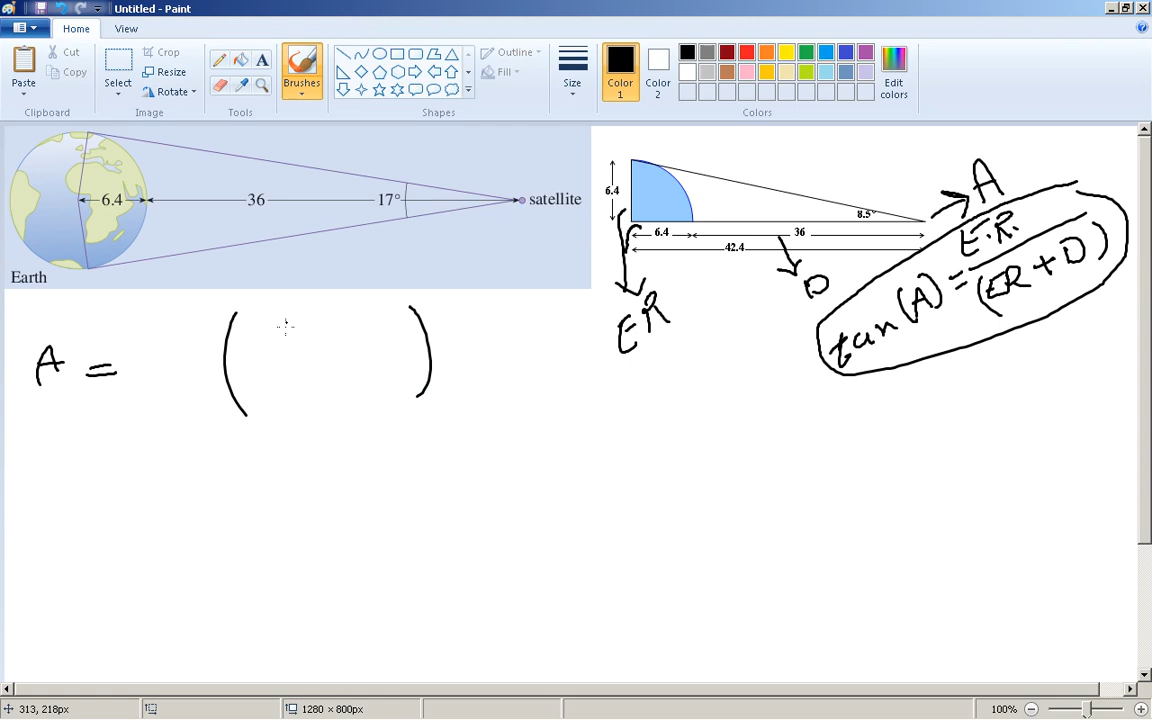 Untitled - Paint
Home
View
Paste
Cut
Copy
Select
Crop
Resize
Rotate
Brushes
Outline
Fill
Size
Color 1
Color 2
Edit colors
Clipboard
Image
Tools
Shapes
Colors
6.4
36
17°
satellite
Earth
6.4
8.5°
6.4
36
42.4
A
ER
D
tan(A) = E.R. / (ER + D)
A = ( )
313, 218px
1280 × 800px
100%